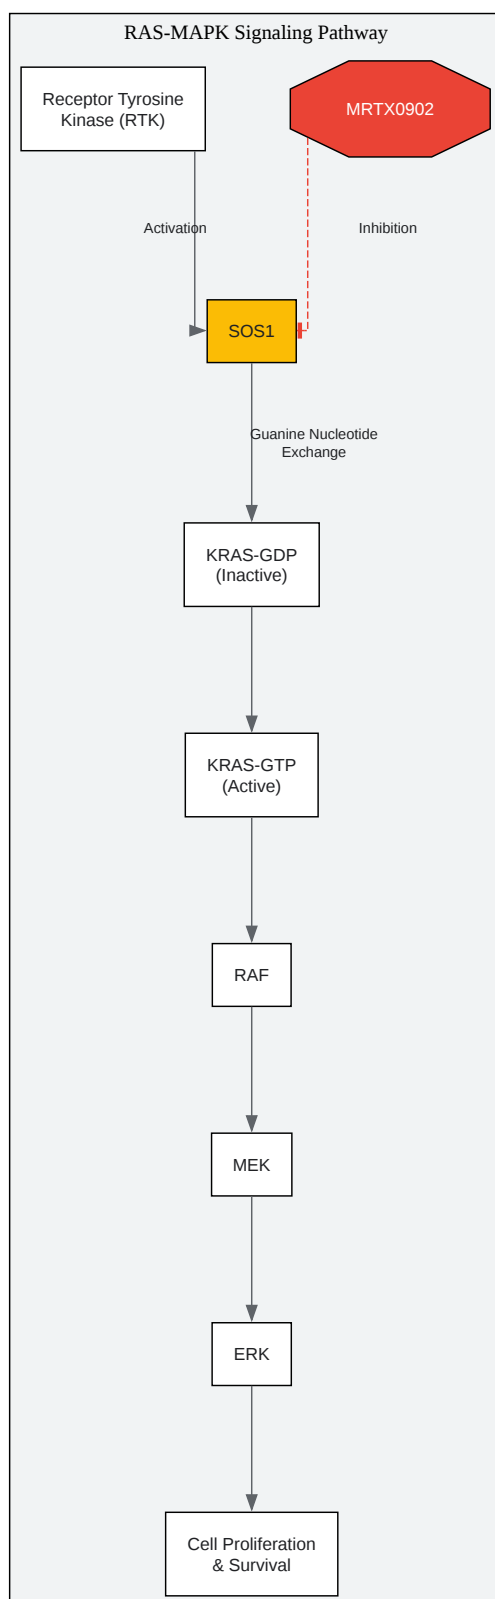 RAS-MAPK Signaling Pathway
Receptor Tyrosine
Kinase (RTK)
MRTX0902
Activation
Inhibition
SOS1
Guanine Nucleotide
Exchange
KRAS-GDP
(Inactive)
KRAS-GTP
(Active)
RAF
MEK
ERK
Cell Proliferation
& Survival